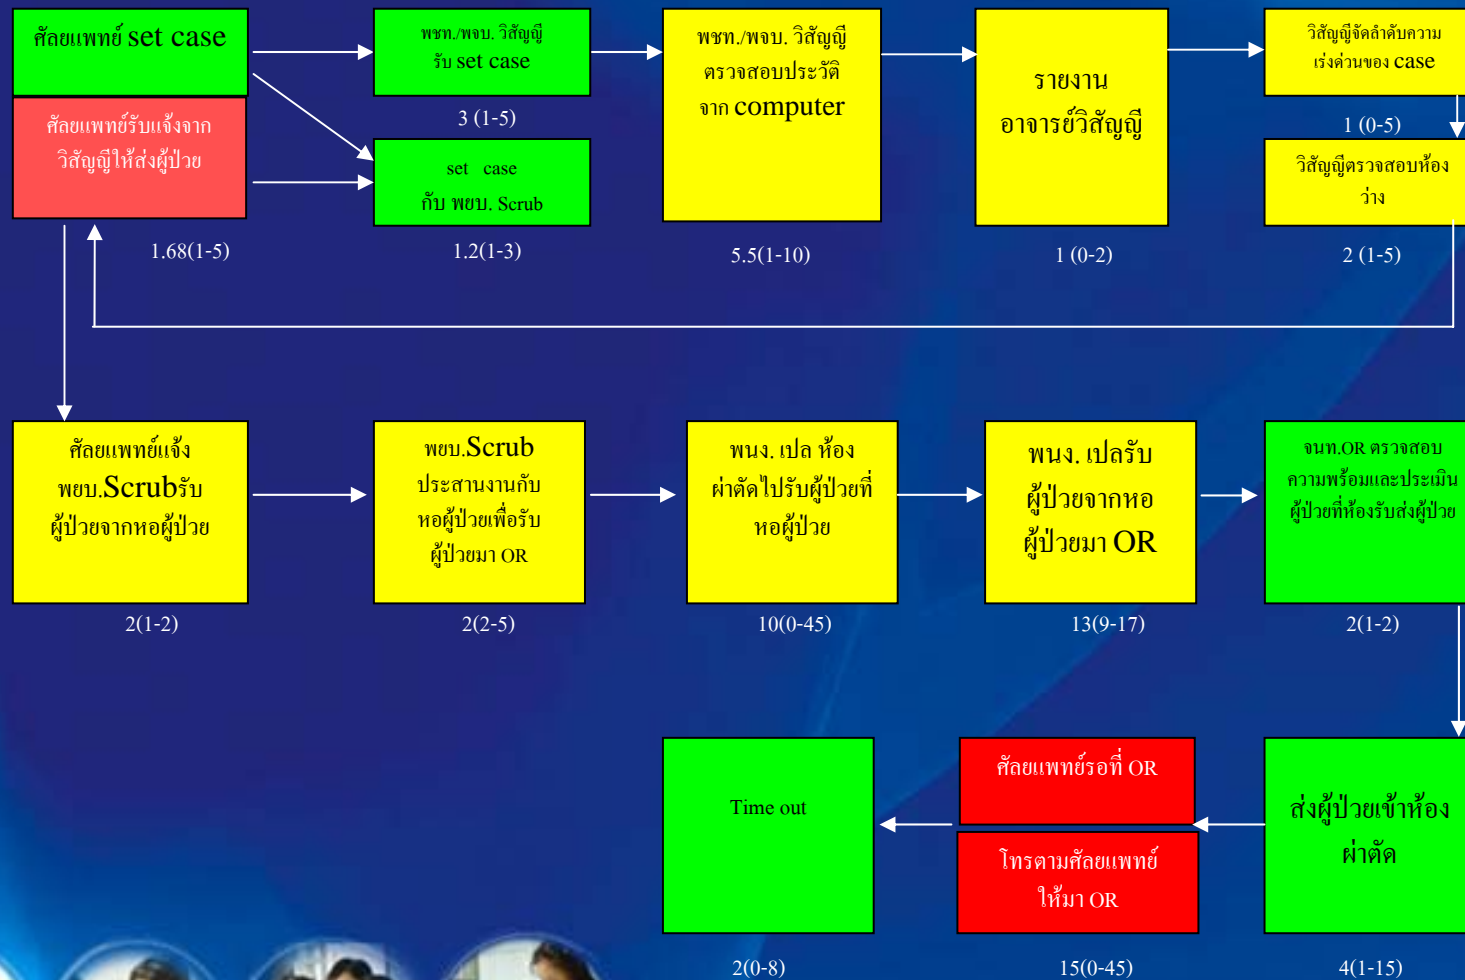 ศัลยแพทย์ set case
ศัลยแพทย์รับแจ้งจาก
วิสัญญีให้ส่งผู้ป่วย
1.68(1-5)
พชท./พจบ. วิสัญญี
รับ set case
3 (1-5)
set case
กับ พยบ. Scrub
1.2(1-3)
พชท./พจบ. วิสัญญี
ตรวจสอบประวัติ
จาก computer
5.5(1-10)
รายงาน
อาจารย์วิสัญญี
1 (0-2)
วิสัญญีจัดลำดับความ
เร่งด่วนของ case
1 (0-5)
วิสัญญีตรวจสอบห้อง
ว่าง
2 (1-5)
ศัลยแพทย์แจ้ง
พยบ.Scrubรับ
ผู้ป่วยจากหอผู้ป่วย
2(1-2)
พยบ.Scrub
ประสานงานกับ
หอผู้ป่วยเพื่อรับ
ผู้ป่วยมา OR
2(2-5)
พนง. เปล ห้อง
ผ่าตัดไปรับผู้ป่วยที่
หอผู้ป่วย
10(0-45)
พนง. เปลรับ
ผู้ป่วยจากหอ
ผู้ป่วยมา OR
13(9-17)
จนท.OR ตรวจสอบ
ความพร้อมและประเมิน
ผู้ป่วยที่ห้องรับส่งผู้ป่วย
2(1-2)
Time out
2(0-8)
ศัลยแพทย์รอที่ OR
โทรตามศัลยแพทย์
ให้มา OR
15(0-45)
ส่งผู้ป่วยเข้าห้อง
ผ่าตัด
4(1-15)